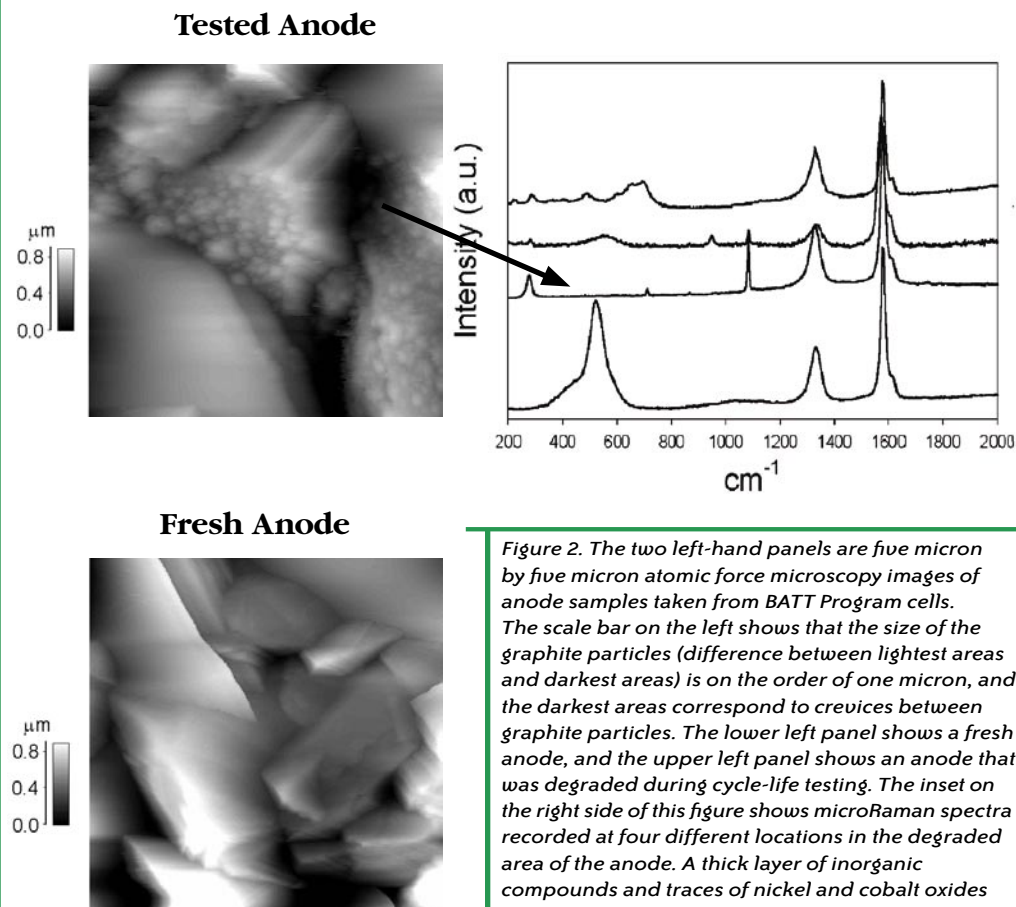 Tested Anode
μm
0.8
0.4
0.0
Intensity (a.u.)
200 400 600 800 1000 1200 1400 1600 1800 2000
cm⁻¹
Fresh Anode
μm
0.8
0.4
0.0
Figure 2. The two left-hand panels are five micron
by five micron atomic force microscopy images of
anode samples taken from BATT Program cells.
The scale bar on the left shows that the size of the
graphite particles (difference between lightest areas
and darkest areas) is on the order of one micron, and
the darkest areas correspond to crevices between
graphite particles. The lower left panel shows a fresh
anode, and the upper left panel shows an anode that
was degraded during cycle-life testing. The inset on
the right side of this figure shows microRaman spectra
recorded at four different locations in the degraded
area of the anode. A thick layer of inorganic
compounds and traces of nickel and cobalt oxides